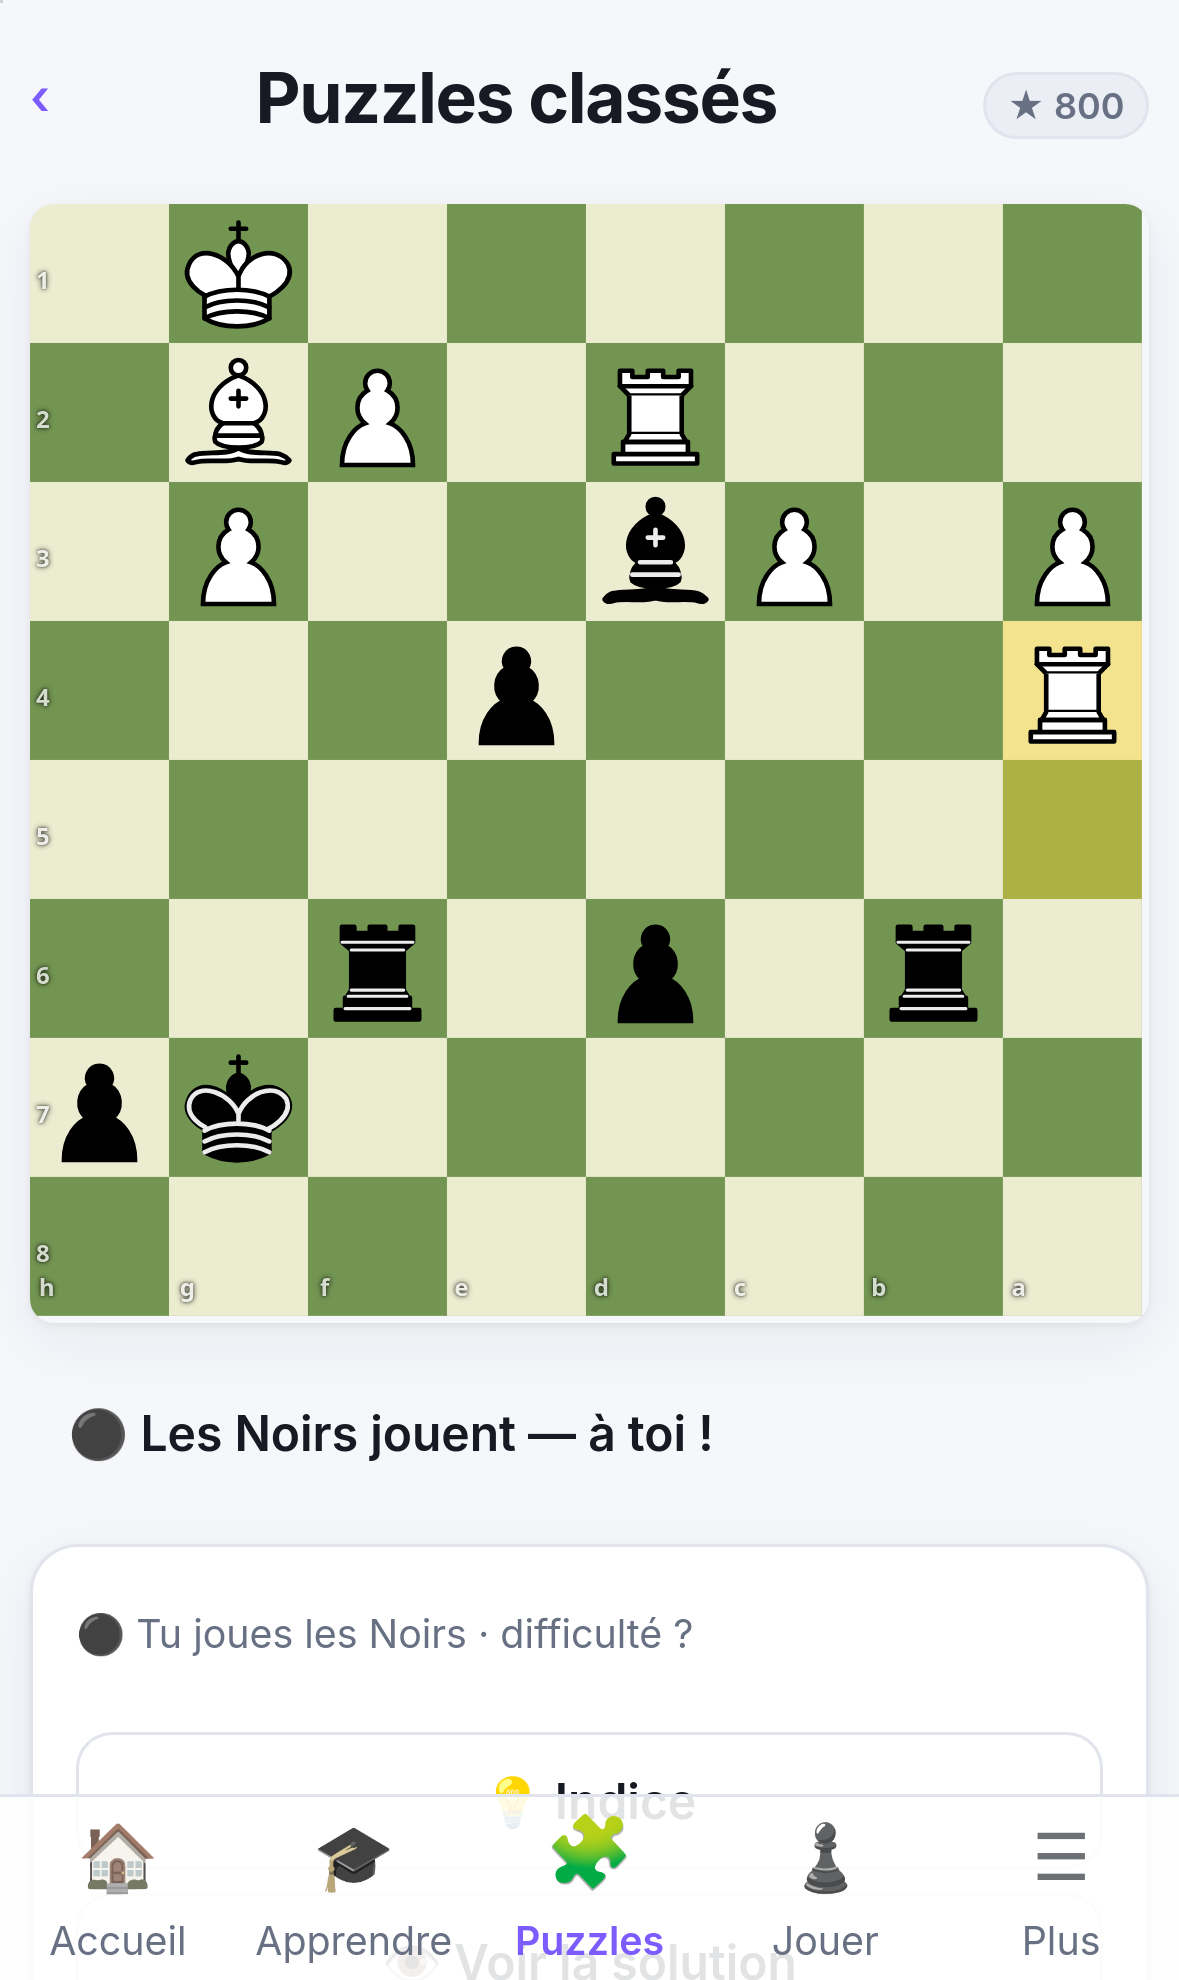 ‹ Puzzles classés ★ 800
1
2
3
4
5
6
7
8
h g f e d c b a
Les Noirs jouent — à toi !
Tu joues les Noirs · difficulté ?
Indice
Voir la solution
Accueil Apprendre Puzzles Jouer Plus